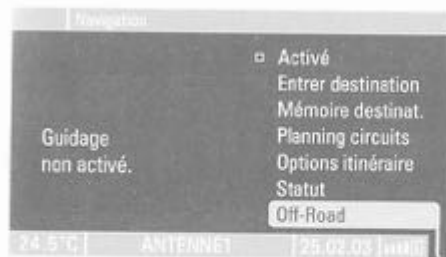 Navigation
Guidage
non activé.
Activé
Entrer destination
Mémoire destinat.
Planning circuits
Options itinéraire
Statut
Off-Road
24.5°C ANTENNE1 25.02.03